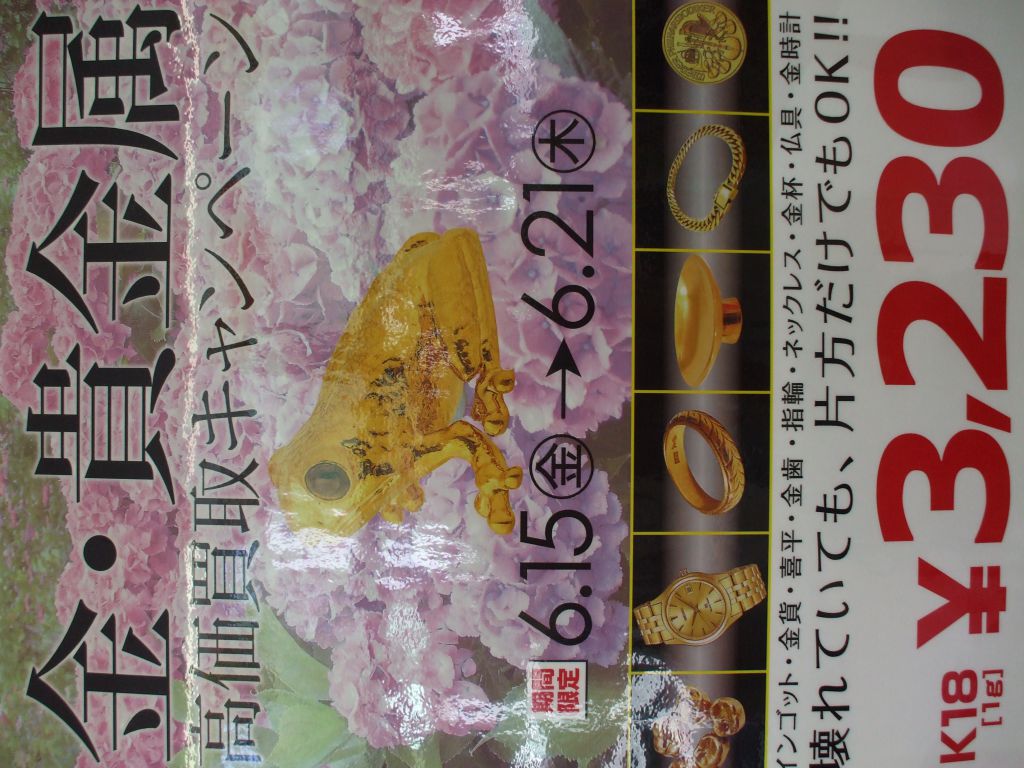 金・貴金属
高価買取キャンペーン
期間限定
6.15㊎→6.21㊍
インゴット・金貨・喜平・金歯・指輪・ネックレス・金杯・仏具・金時計
壊れていても、片方だけでもOK!!
K18
[1g]
¥3,230